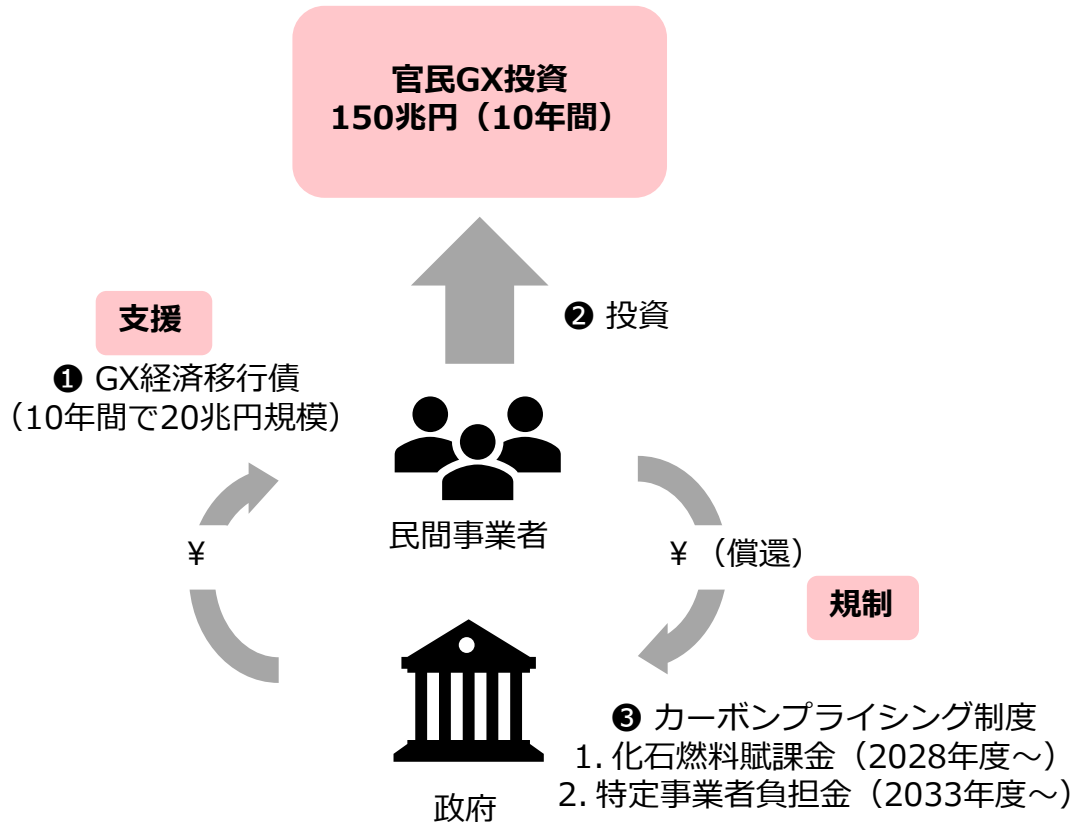 官民GX投資
150兆円（10年間）
❷ 投資
支援
❶ GX経済移行債
（10年間で20兆円規模）
民間事業者
¥
¥ （償還）
規制
❸ カーボンプライシング制度
1. 化石燃料賦課金（2028年度～）
2. 特定事業者負担金（2033年度～）
政府